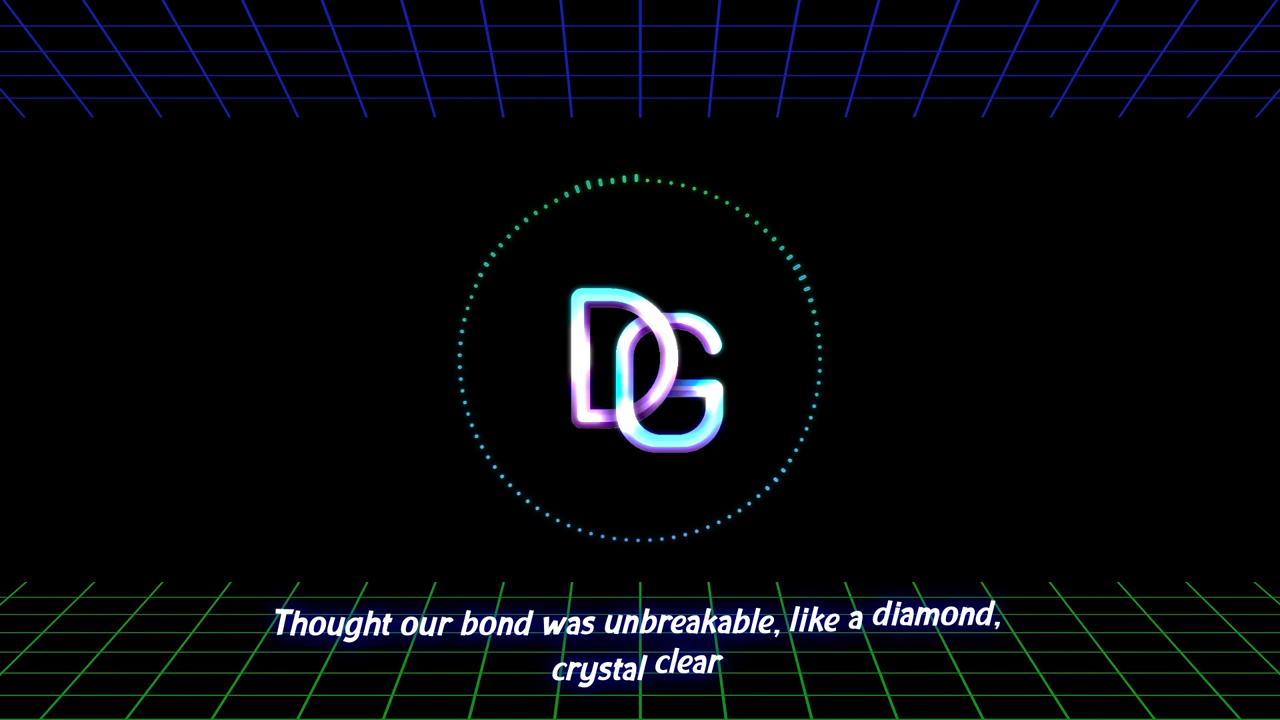 DG
Thought our bond was unbreakable, like a diamond,
crystal clear